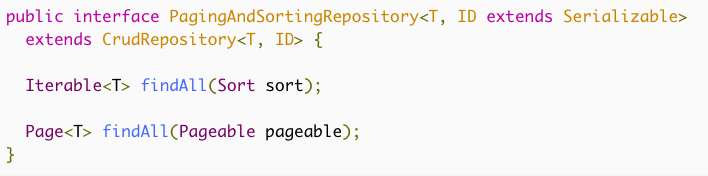 public interface PagingAndSortingRepository<T, ID extends Serializable>
  extends CrudRepository<T, ID> {

  Iterable<T> findAll(Sort sort);

  Page<T> findAll(Pageable pageable);
}